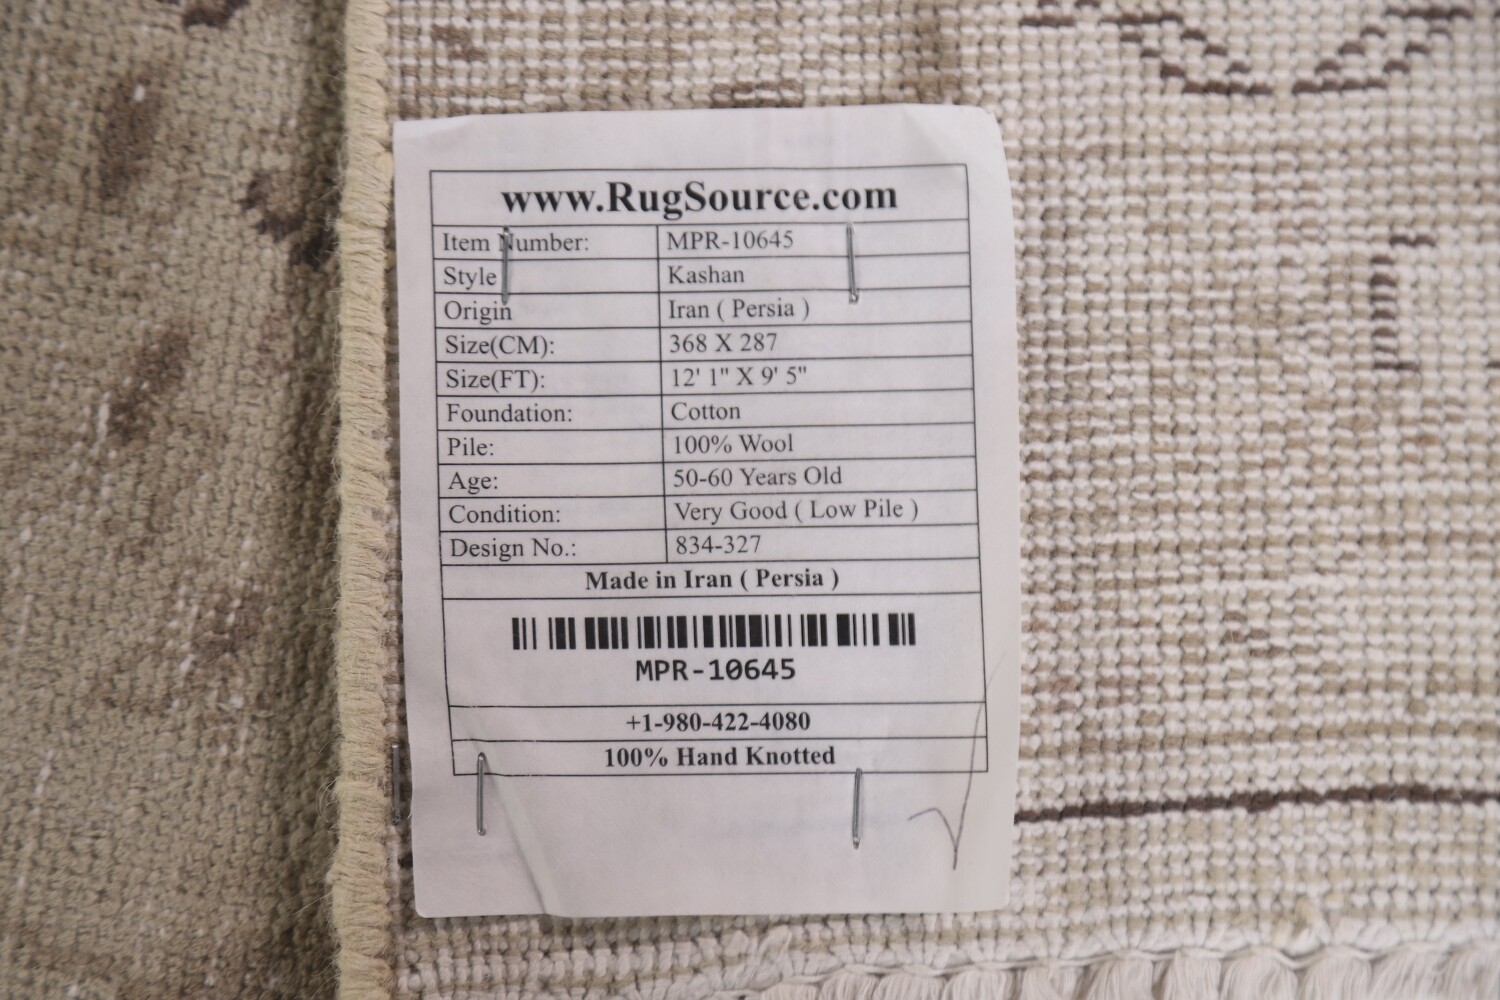 www.RugSource.com
Item Number: MPR-10645
Style Kashan
Origin Iran ( Persia )
Size(CM): 368 X 287
Size(FT): 12' 1" X 9' 5"
Foundation: Cotton
Pile: 100% Wool
Age: 50-60 Years Old
Condition: Very Good ( Low Pile )
Design No.: 834-327
Made in Iran ( Persia )
MPR-10645
+1-980-422-4080
100% Hand Knotted